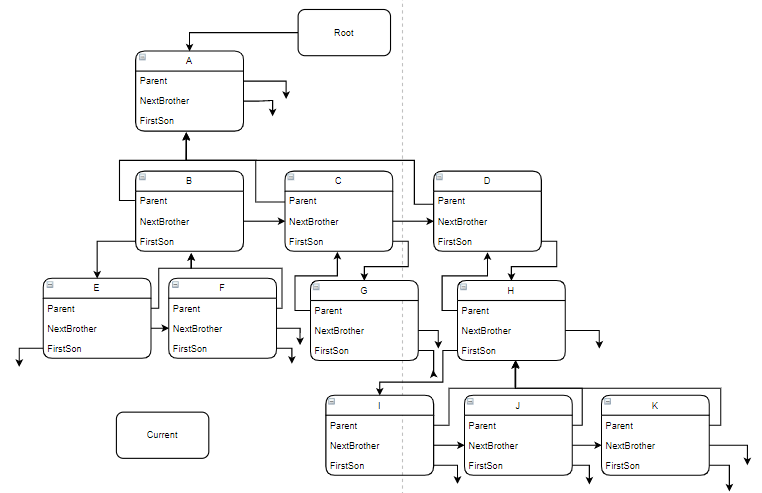 Root
A
Parent
NextBrother
FirstSon
B
Parent
NextBrother
FirstSon
C
Parent
NextBrother
FirstSon
D
Parent
NextBrother
FirstSon
E
Parent
NextBrother
FirstSon
F
Parent
NextBrother
FirstSon
G
Parent
NextBrother
FirstSon
H
Parent
NextBrother
FirstSon
I
Parent
NextBrother
FirstSon
J
Parent
NextBrother
FirstSon
K
Parent
NextBrother
FirstSon
Current